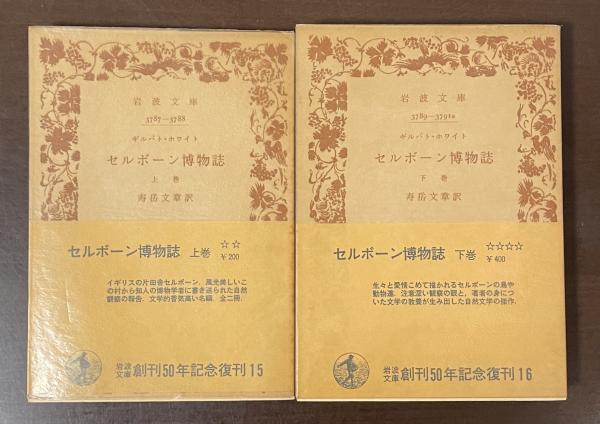 岩波文庫
3787—3788
ギルバト・ホワイト
セルボーン博物誌
上巻
寿岳文章訳
セルボーン博物誌 上巻 ☆☆ ￥200
イギリスの片田舎セルボーン．風光美しいこ
の村から知人の博物学者に書き送られた自然
観察の報告．文学的香気高い名編．全二冊．
岩波文庫 創刊50年記念復刊 15
岩波文庫
3789—3791a
ギルバト・ホワイト
セルボーン博物誌
下巻
寿岳文章訳
セルボーン博物誌 下巻 ☆☆☆☆ ￥400
生々と愛情こめて描かれるセルボーンの鳥や
動物達．注意深い観察の眼と，著者の身につ
いた文学的教養が生み出した自然文学の傑作．
岩波文庫 創刊50年記念復刊 16